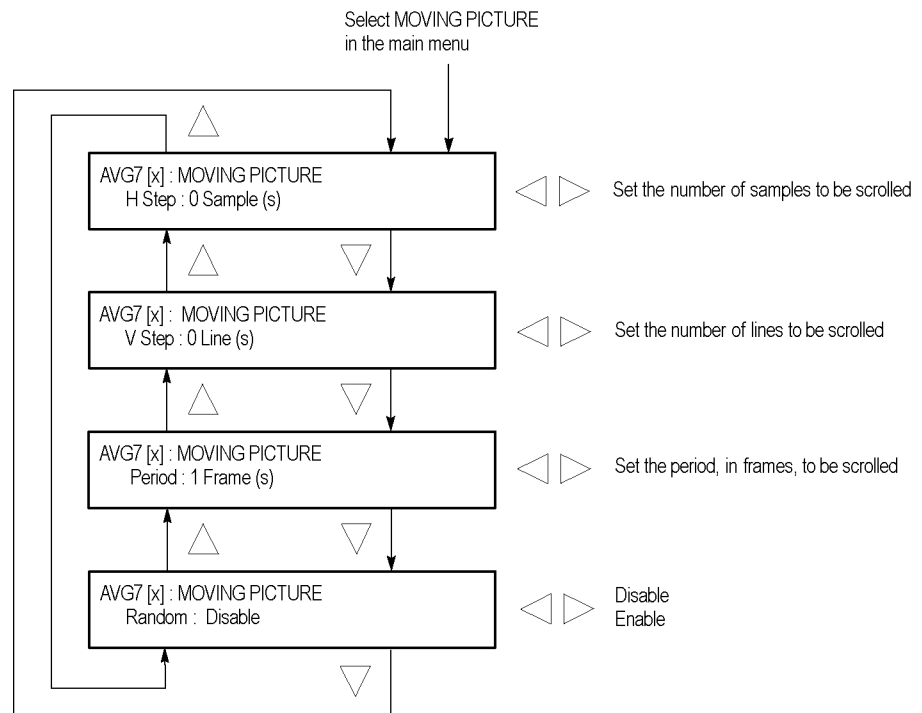 Select MOVING PICTURE
in the main menu
AVG7 [x] : MOVING PICTURE
H Step : 0 Sample (s)
Set the number of samples to be scrolled
AVG7 [x] : MOVING PICTURE
V Step : 0 Line (s)
Set the number of lines to be scrolled
AVG7 [x] : MOVING PICTURE
Period : 1 Frame (s)
Set the period, in frames, to be scrolled
AVG7 [x] : MOVING PICTURE
Random : Disable
Disable
Enable